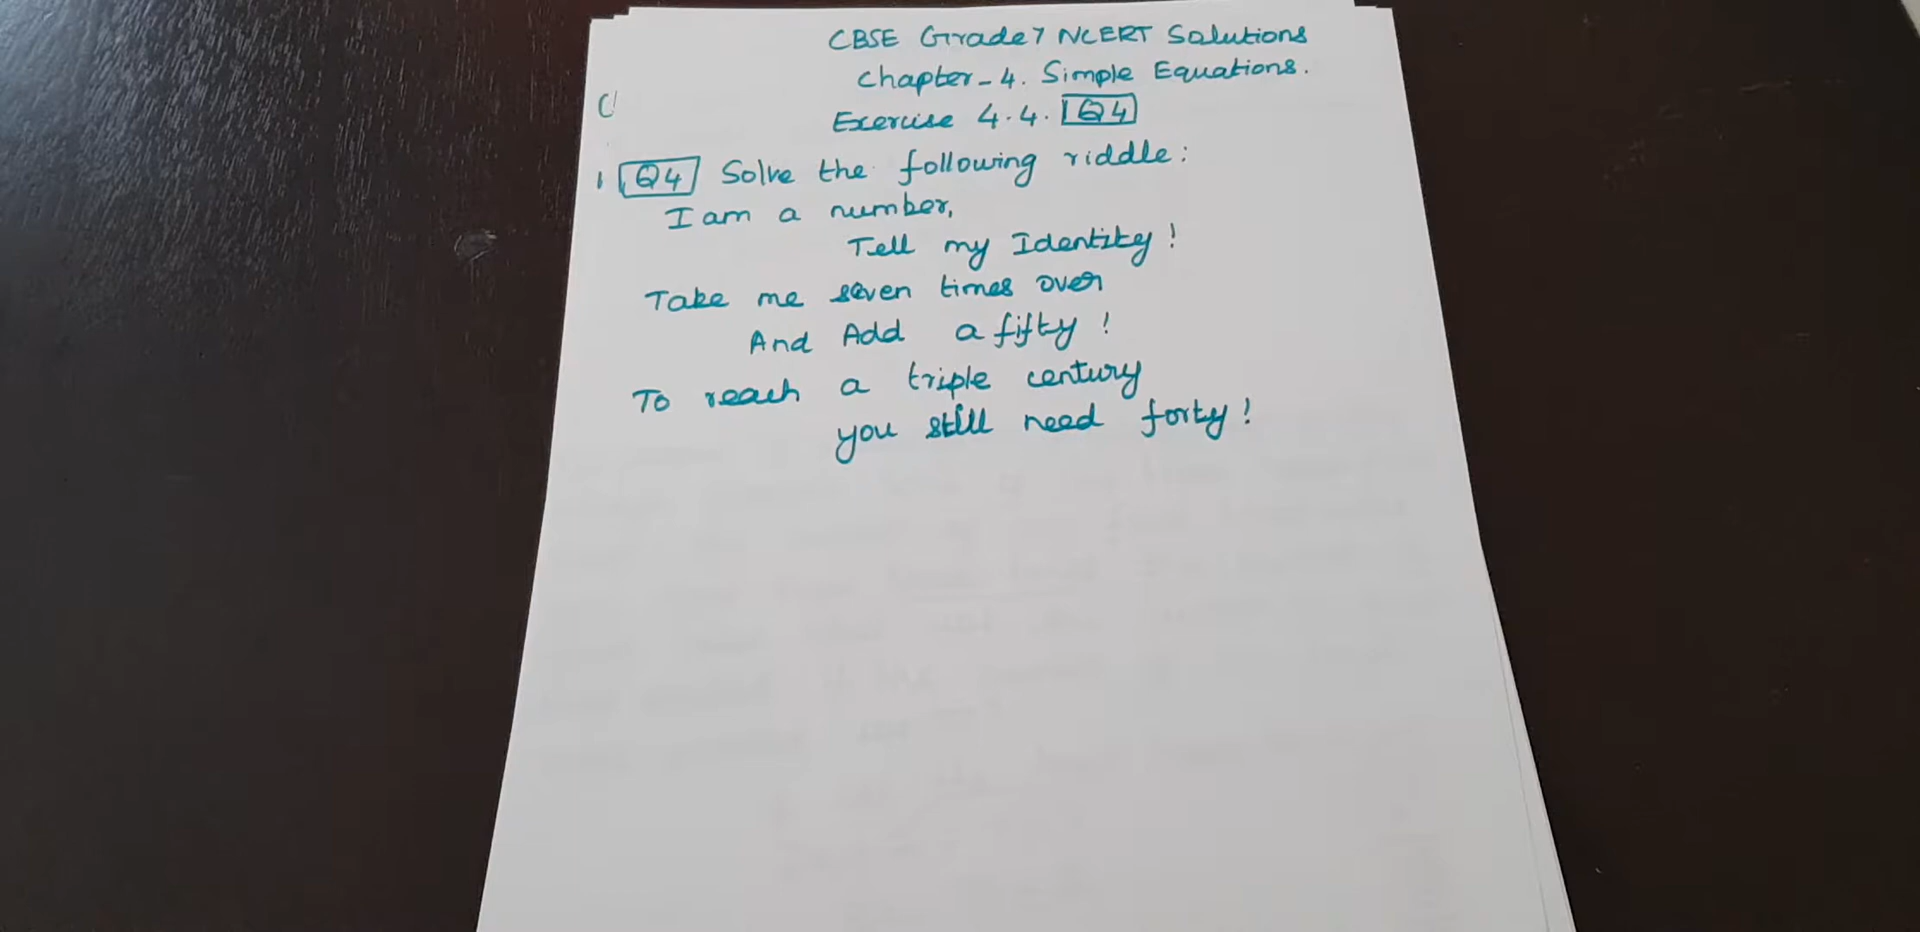 CBSE Grade 7 NCERT Solutions
Chapter-4. Simple Equations.
Exercise 4.4. Q4
Q4 Solve the following riddle:
I am a number,
Tell my Identity!
Take me seven times over
And Add a fifty!
To reach a triple century
you still need forty!